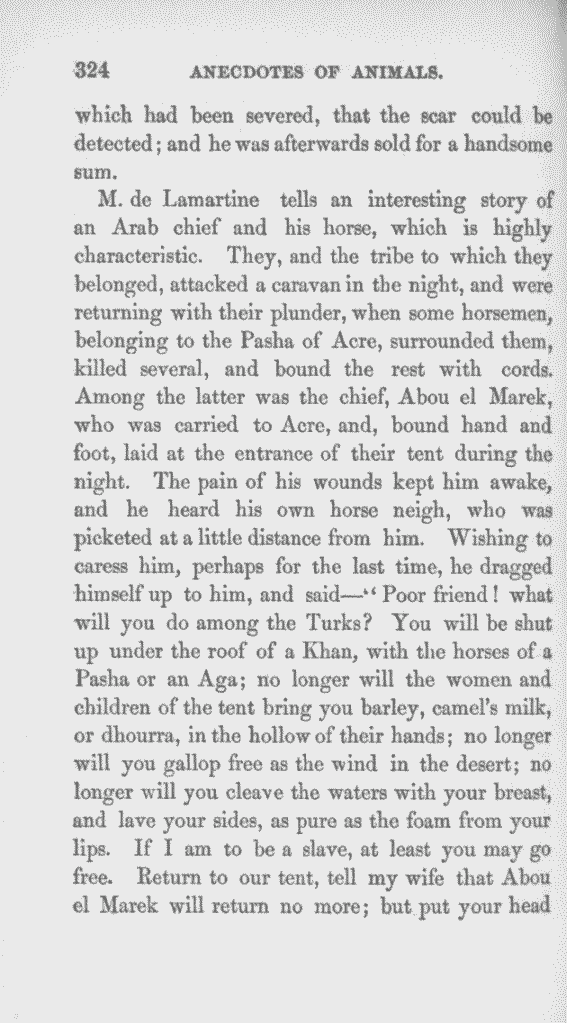 324 ANECDOTES OF ANIMALS.
which had been severed, that the scar could be
detected; and he was afterwards sold for a handsome
sum.
M. de Lamartine tells an interesting story of
an Arab chief and his horse, which is highly
characteristic. They, and the tribe to which they
belonged, attacked a caravan in the night, and were
returning with their plunder, when some horsemen,
belonging to the Pasha of Acre, surrounded them,
killed several, and bound the rest with cords.
Among the latter was the chief, Abou el Marek,
who was carried to Acre, and, bound hand and
foot, laid at the entrance of their tent during the
night. The pain of his wounds kept him awake,
and he heard his own horse neigh, who was
picketed at a little distance from him. Wishing to
caress him, perhaps for the last time, he dragged
himself up to him, and said—“Poor friend! what
will you do among the Turks? You will be shut
up under the roof of a Khan, with the horses of a
Pasha or an Aga; no longer will the women and
children of the tent bring you barley, camel's milk,
or dhourra, in the hollow of their hands; no longer
will you gallop free as the wind in the desert; no
longer will you cleave the waters with your breast,
and lave your sides, as pure as the foam from your
lips. If I am to be a slave, at least you may go
free. Return to our tent, tell my wife that Abou
el Marek will return no more; but put your head